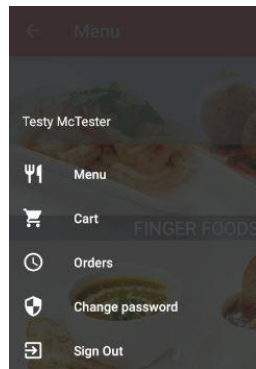 Menu
Testy McTester
Menu
Cart
FINGER FOODS
Orders
Change password
Sign Out